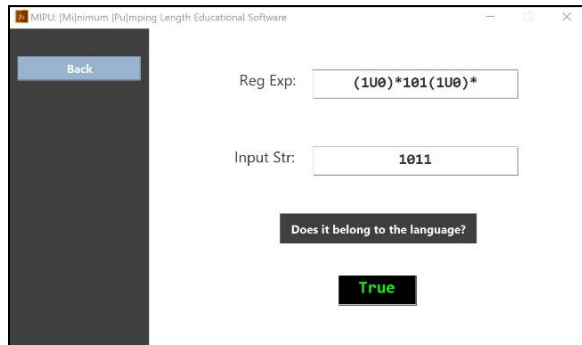 MIPU: [Mi]nimum [Pu]mping Length Educational Software
Back
Reg Exp: (1U0)*101(1U0)*
Input Str: 1011
Does it belong to the language?
True